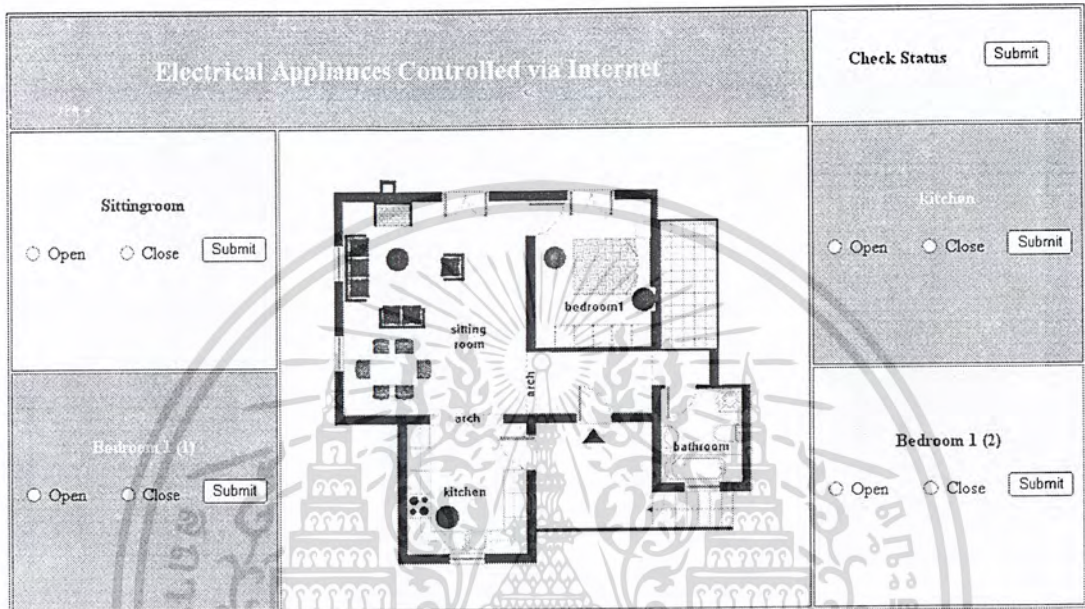 Electrical Appliances Controlled via Internet
Check Status Submit
Sittingroom
Open Close Submit
kitchen
Open Close Submit
bedroom1
sitting
room
arch
arch
bathroom
kitchen
Bedroom 1 (1)
Open Close Submit
Bedroom 1 (2)
Open Close Submit